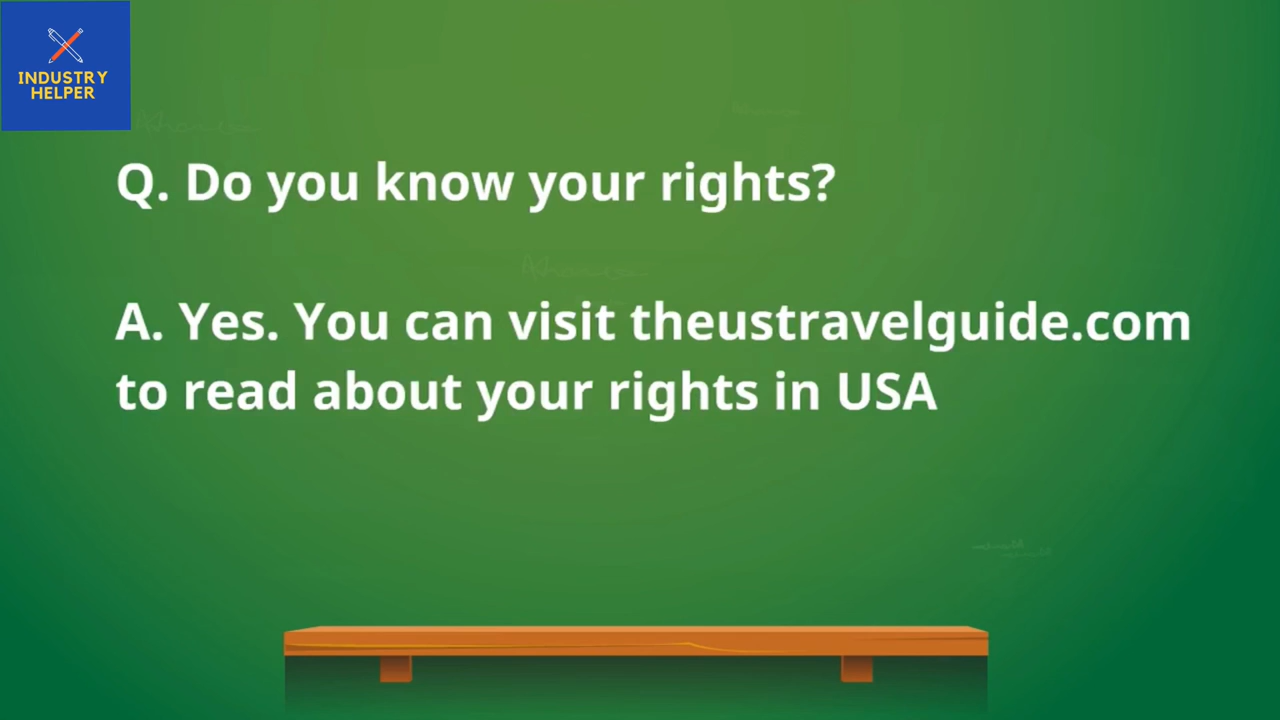 INDUSTRY
HELPER
Q. Do you know your rights?
A. Yes. You can visit theustravelguide.com
to read about your rights in USA